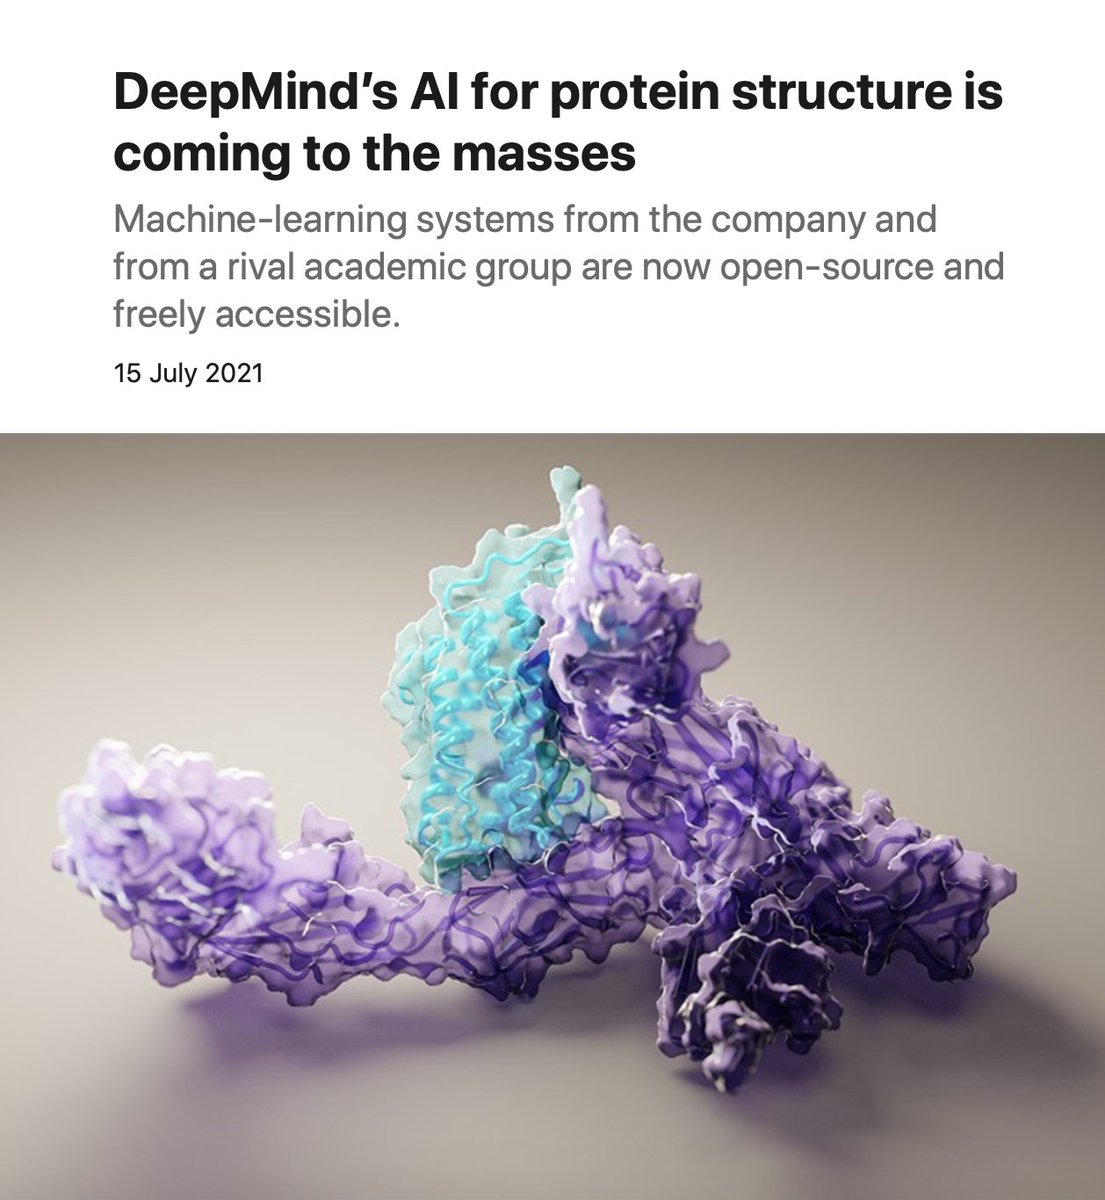 DeepMind’s AI for protein structure is
coming to the masses
Machine-learning systems from the company and
from a rival academic group are now open-source and
freely accessible.
15 July 2021